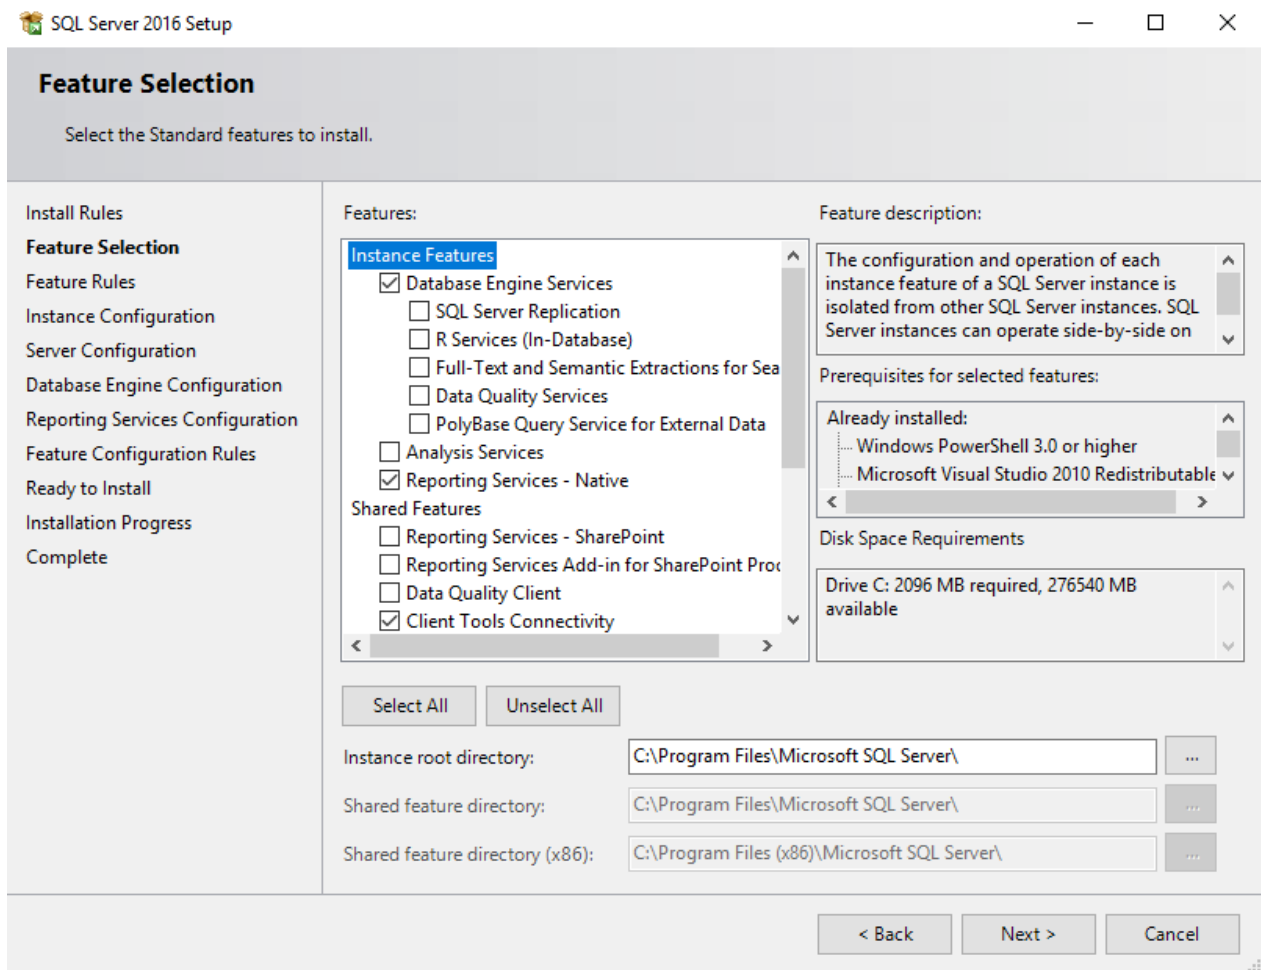 SQL Server 2016 Setup
Feature Selection
Select the Standard features to install.
Install Rules
Feature Selection
Feature Rules
Instance Configuration
Server Configuration
Database Engine Configuration
Reporting Services Configuration
Feature Configuration Rules
Ready to Install
Installation Progress
Complete
Features:
Instance Features
Database Engine Services
SQL Server Replication
R Services (In-Database)
Full-Text and Semantic Extractions for Sea
Data Quality Services
PolyBase Query Service for External Data
Analysis Services
Reporting Services - Native
Shared Features
Reporting Services - SharePoint
Reporting Services Add-in for SharePoint Proc
Data Quality Client
Client Tools Connectivity
Feature description:
The configuration and operation of each
instance feature of a SQL Server instance is
isolated from other SQL Server instances. SQL
Server instances can operate side-by-side on
Prerequisites for selected features:
Already installed:
Windows PowerShell 3.0 or higher
Microsoft Visual Studio 2010 Redistributable
Disk Space Requirements
Drive C: 2096 MB required, 276540 MB
available
Select All
Unselect All
Instance root directory:
C:\Program Files\Microsoft SQL Server\
...
Shared feature directory:
C:\Program Files\Microsoft SQL Server\
...
Shared feature directory (x86):
C:\Program Files (x86)\Microsoft SQL Server\
...
< Back
Next >
Cancel